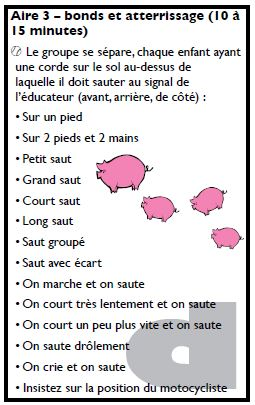 Aire 3 – bonds et atterrissage (10 à
15 minutes)
Le groupe se sépare, chaque enfant ayant
une corde sur le sol au-dessus de
laquelle il doit sauter au signal de
l'éducateur (avant, arrière, de côté) :
• Sur un pied
• Sur 2 pieds et 2 mains
• Petit saut
• Grand saut
• Court saut
• Long saut
• Saut groupé
• Saut avec écart
• On marche et on saute
• On court très lentement et on saute
• On court un peu plus vite et on saute
• On saute drôlement
• On crie et on saute
• Insistez sur la position du motocycliste